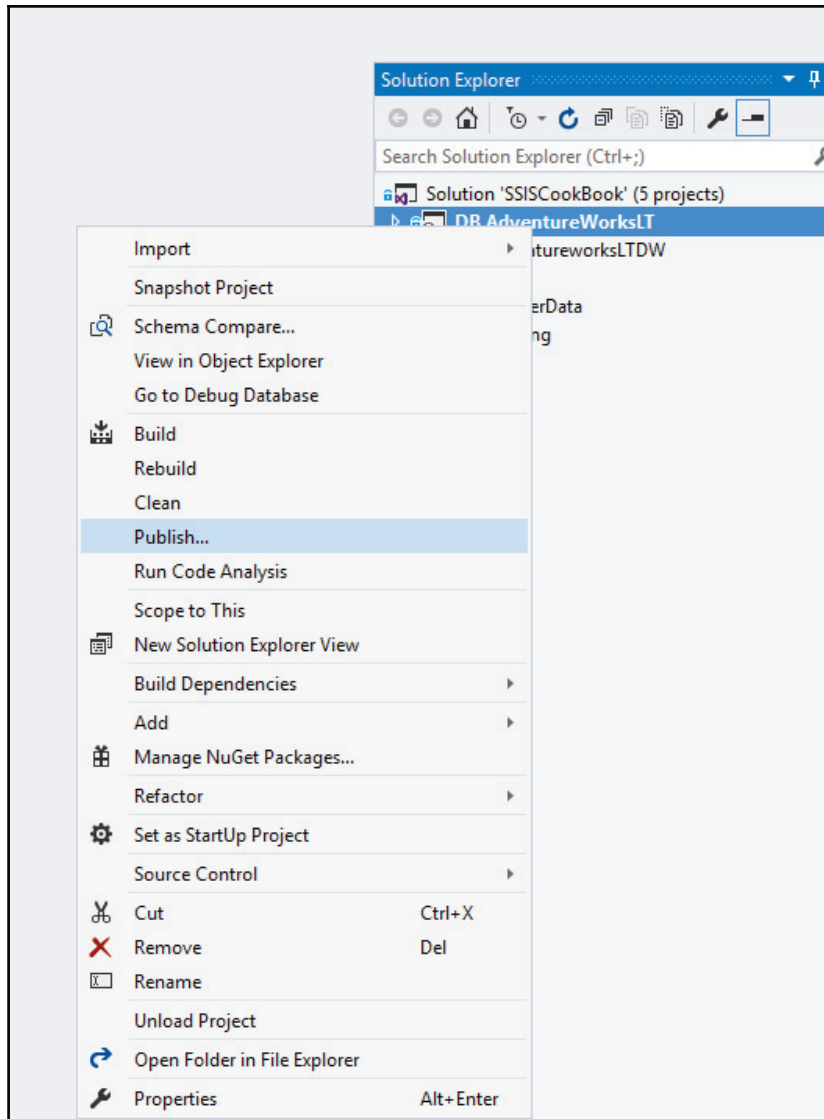 Solution Explorer
Search Solution Explorer (Ctrl+;)
Solution 'SSISCookBook' (5 projects)
DB.AdventureWorksLT
Import
Snapshot Project
Schema Compare...
View in Object Explorer
Go to Debug Database
Build
Rebuild
Clean
Publish...
Run Code Analysis
Scope to This
New Solution Explorer View
Build Dependencies
Add
Manage NuGet Packages...
Refactor
Set as StartUp Project
Source Control
Cut Ctrl+X
Remove Del
Rename
Unload Project
Open Folder in File Explorer
Properties Alt+Enter